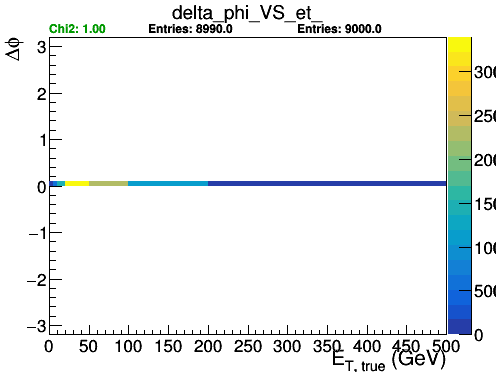 delta_phi_VS_et_
Chi2: 1.00 Entries: 8990.0 Entries: 9000.0
Δφ
3
2
1
0
−1
−2
−3
0 50 100 150 200 250 300 350 400 450 500
E_T, true (GeV)
300
250
200
150
100
50
0